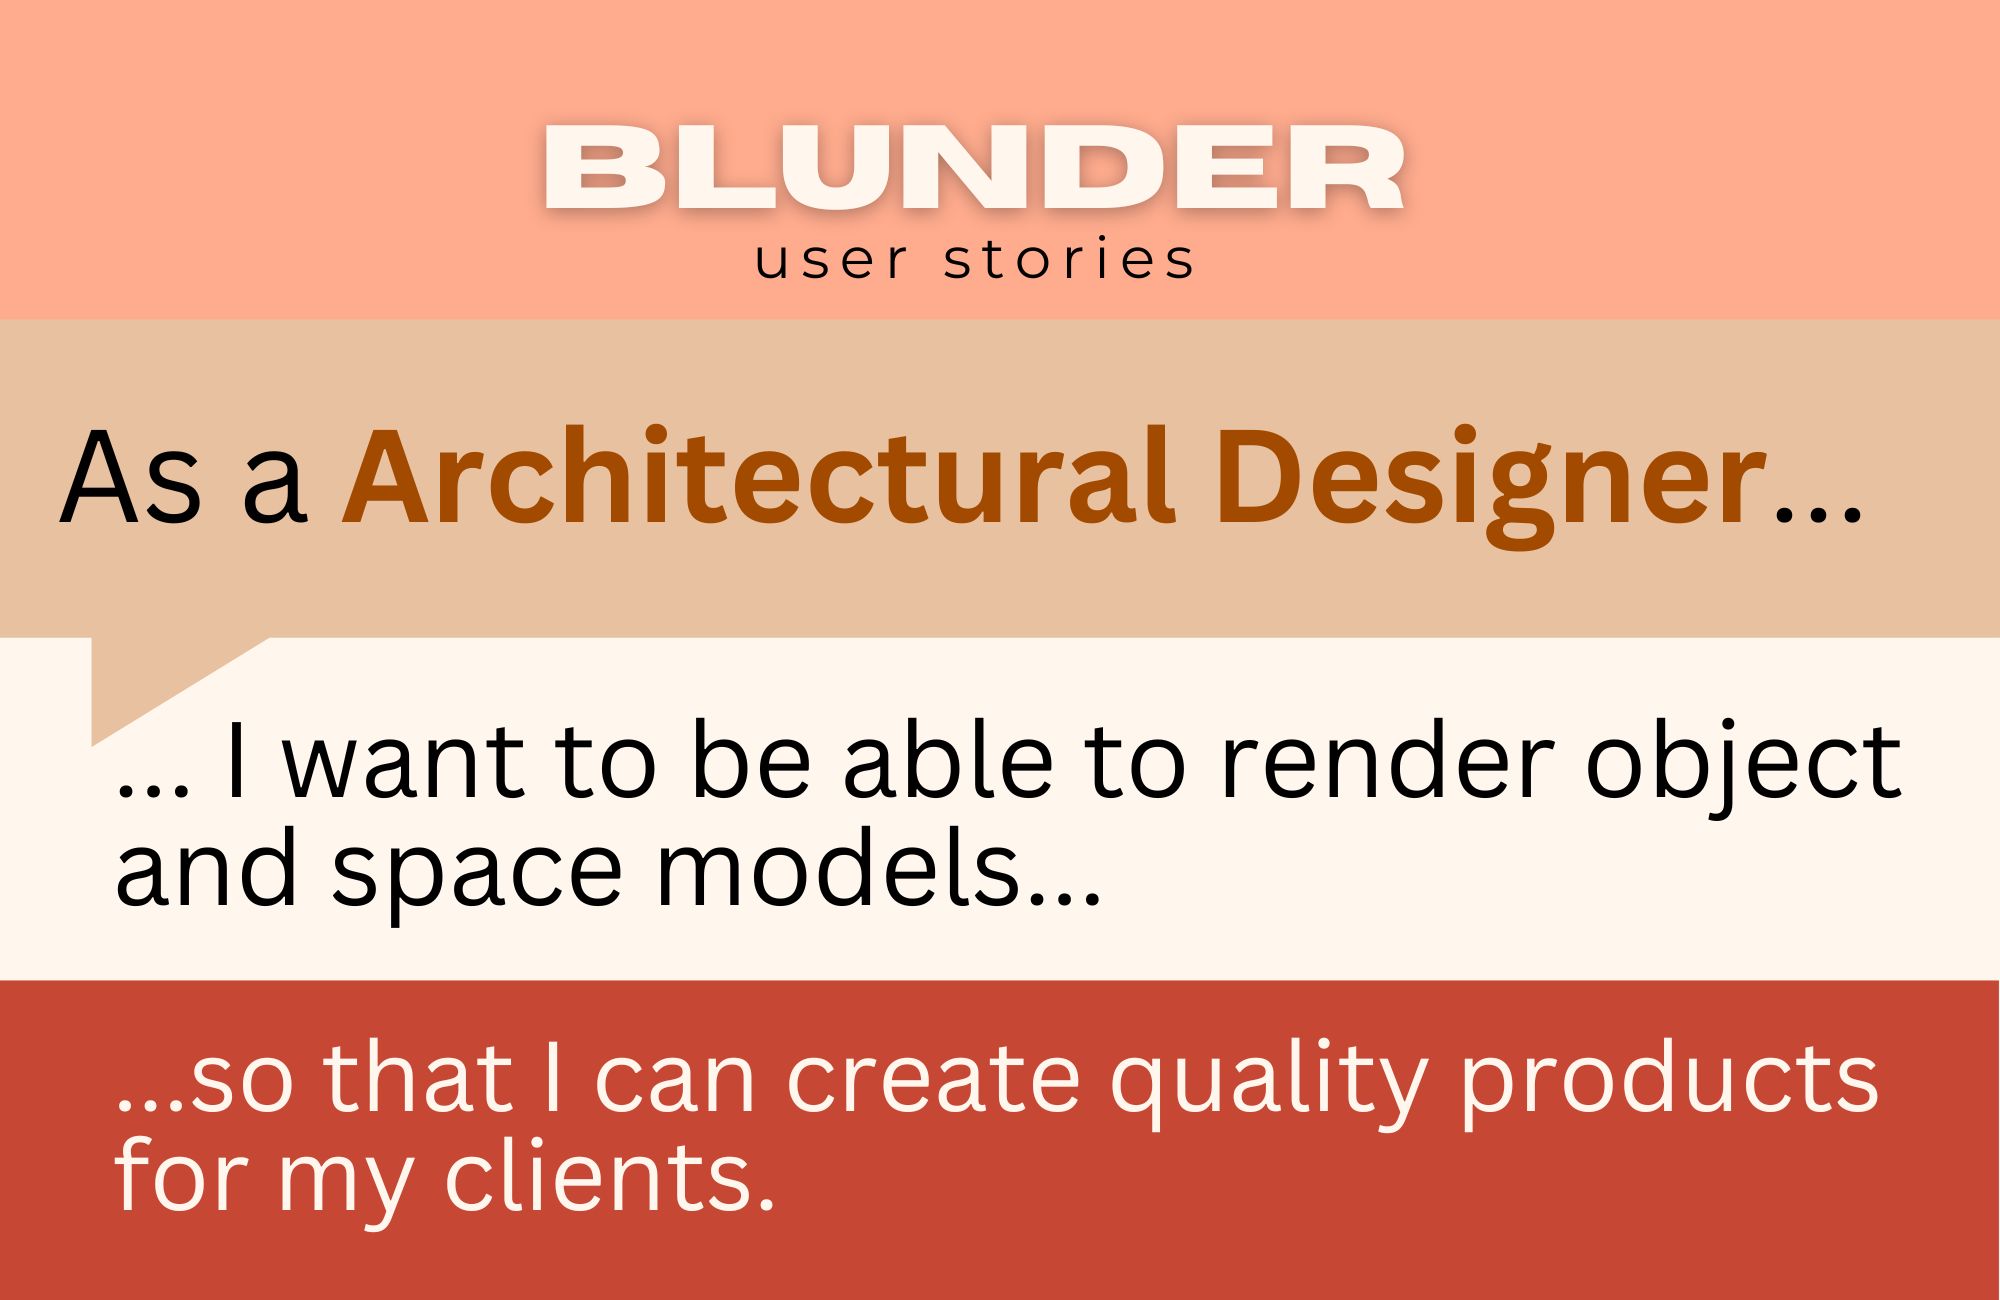 BLUNDER
user stories
As a Architectural Designer...
... I want to be able to render object
and space models...
...so that I can create quality products
for my clients.